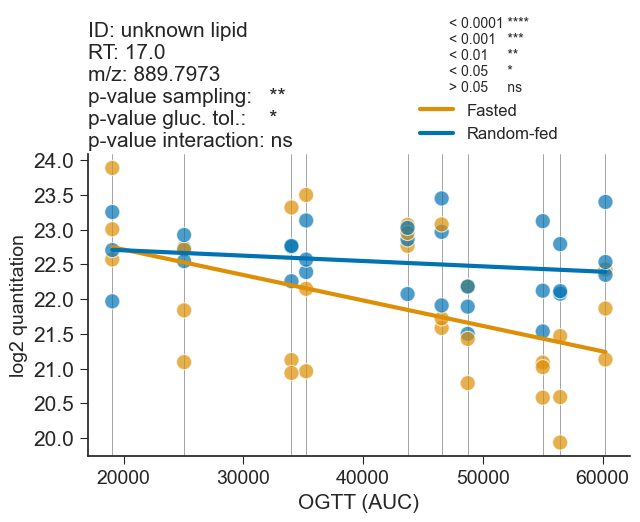 ID: unknown lipid
RT: 17.0
m/z: 889.7973
p-value sampling: **
p-value gluc. tol.: *
p-value interaction: ns
< 0.0001 ****
< 0.001 ***
< 0.01 **
< 0.05 *
> 0.05 ns
Fasted
Random-fed
log2 quantitation
24.0
23.5
23.0
22.5
22.0
21.5
21.0
20.5
20.0
20000 30000 40000 50000 60000
OGTT (AUC)